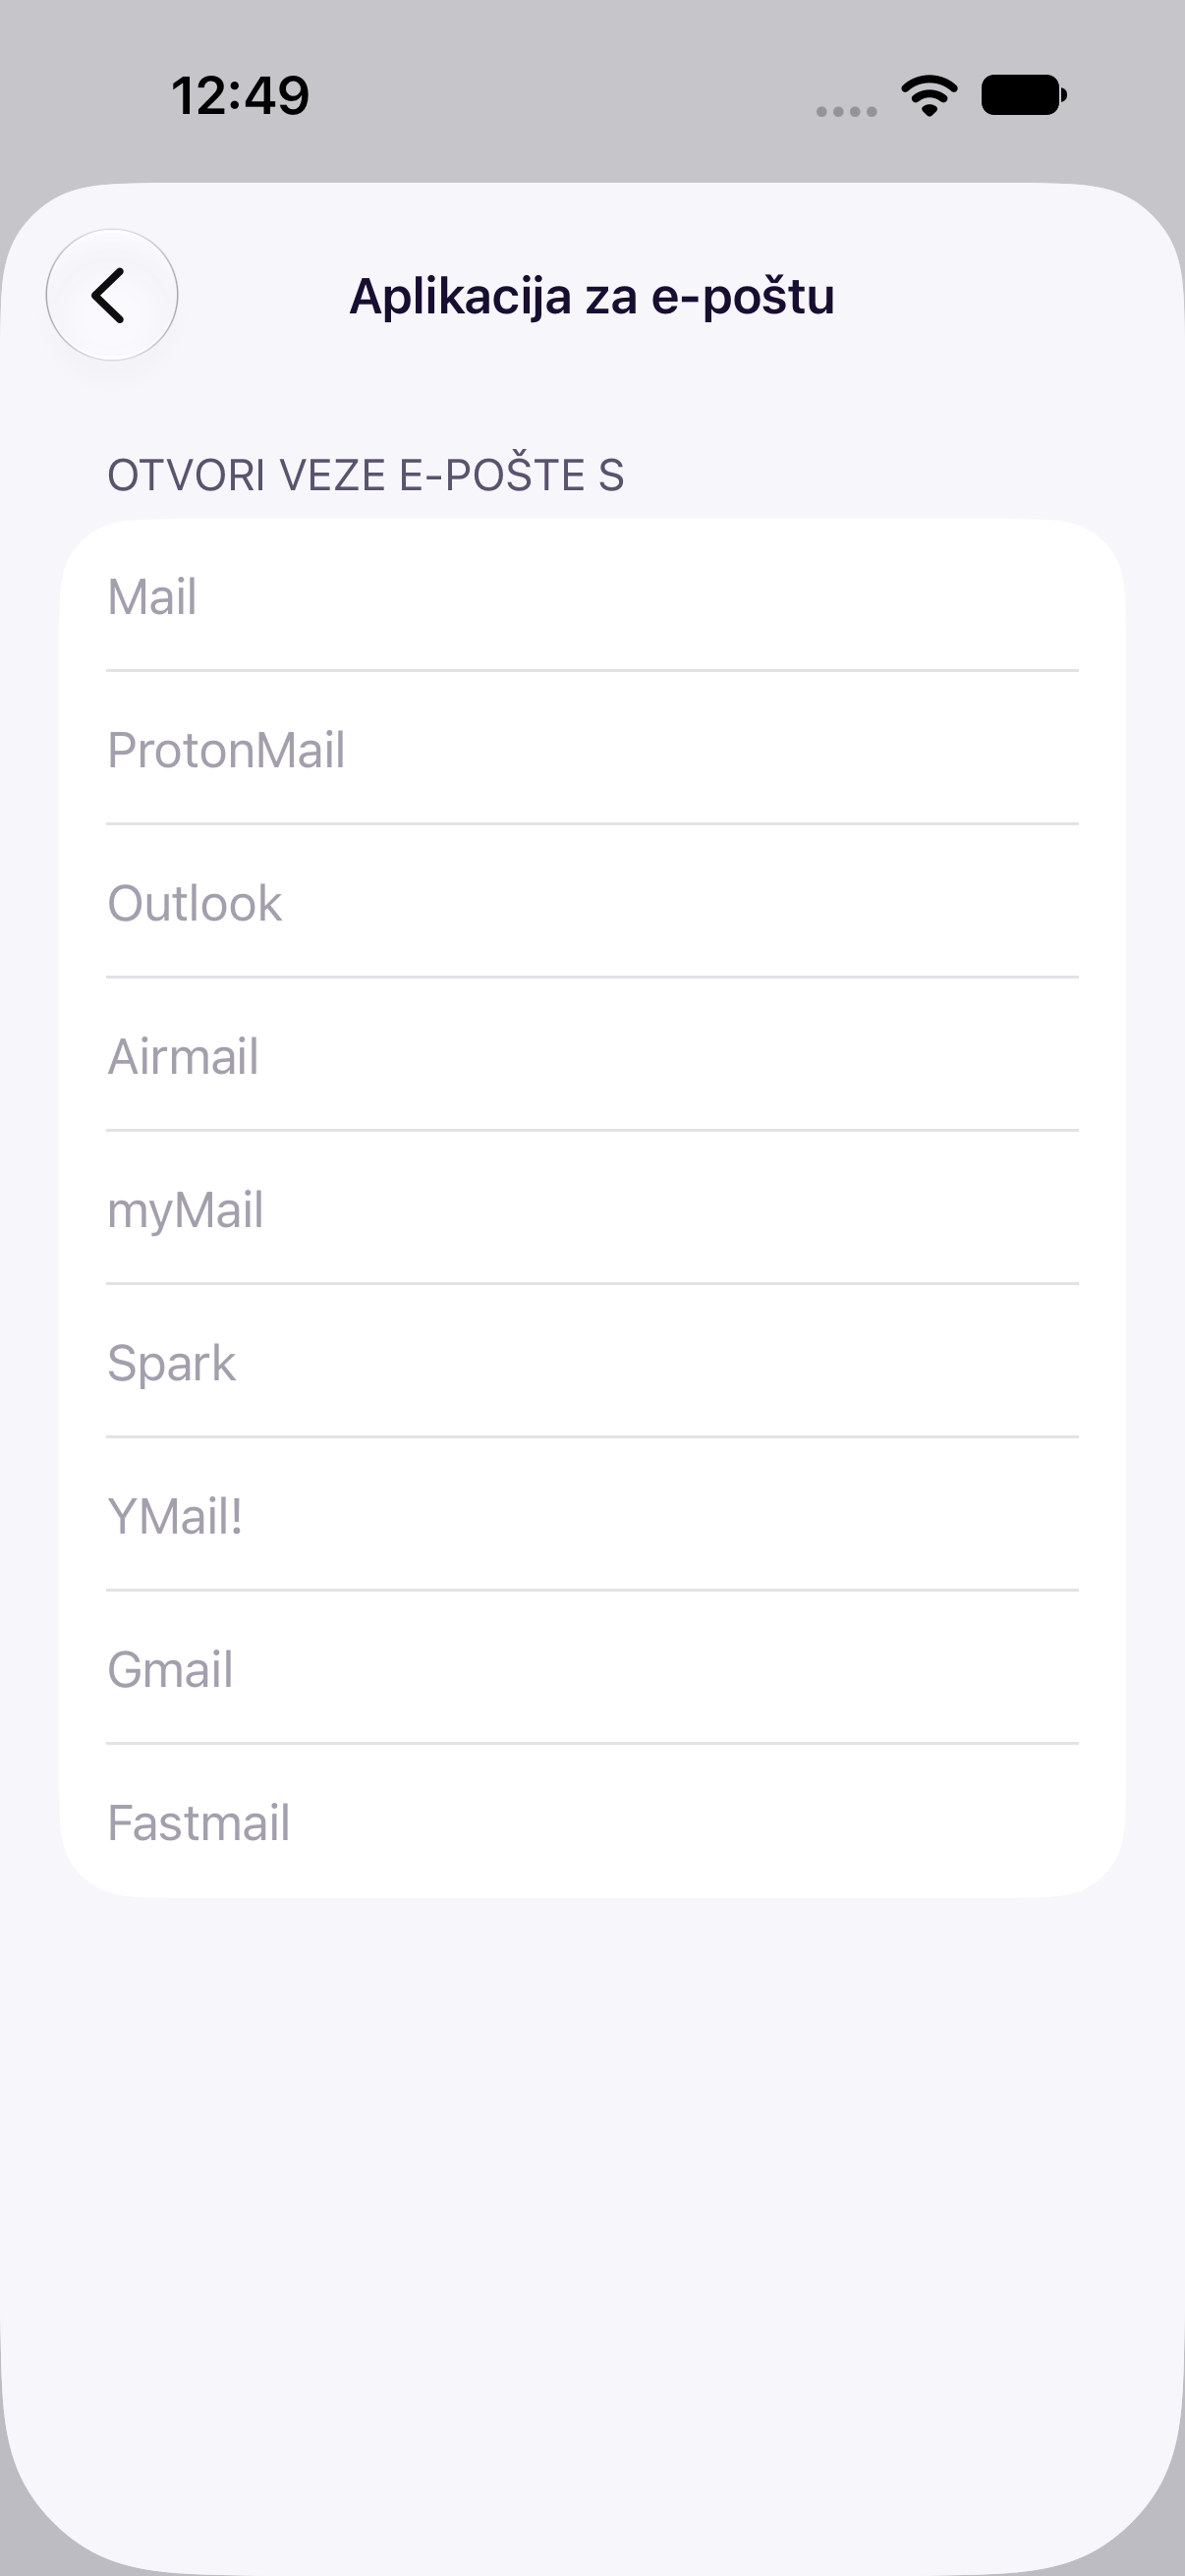 12:49
Aplikacija za e-poštu
OTVORI VEZE E-POŠTE S
Mail
ProtonMail
Outlook
Airmail
myMail
Spark
YMail!
Gmail
Fastmail